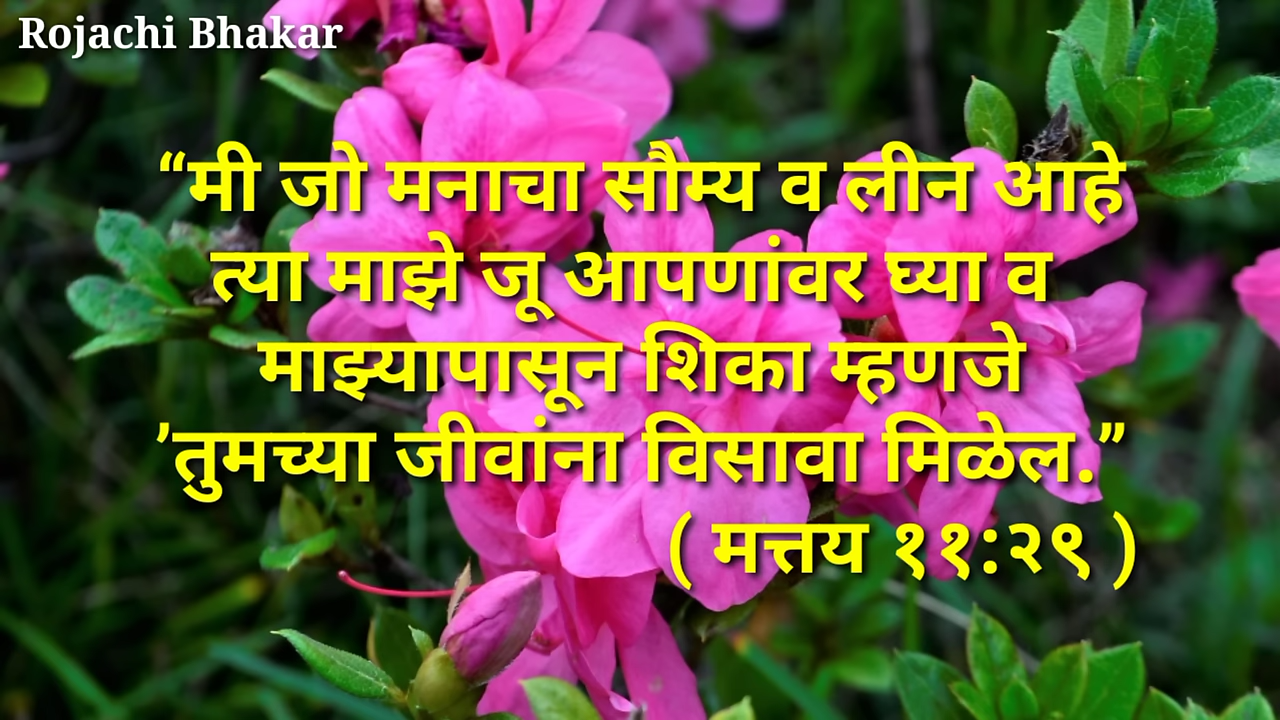 Rojachi Bhakar
“मी जो मनाचा सौम्य व लीन आहे
त्या माझे जू आपणांवर घ्या व
माझ्यापासून शिका म्हणजे
’तुमच्या जीवांना विसावा मिळेल.”
( मत्तय ११:२९ )